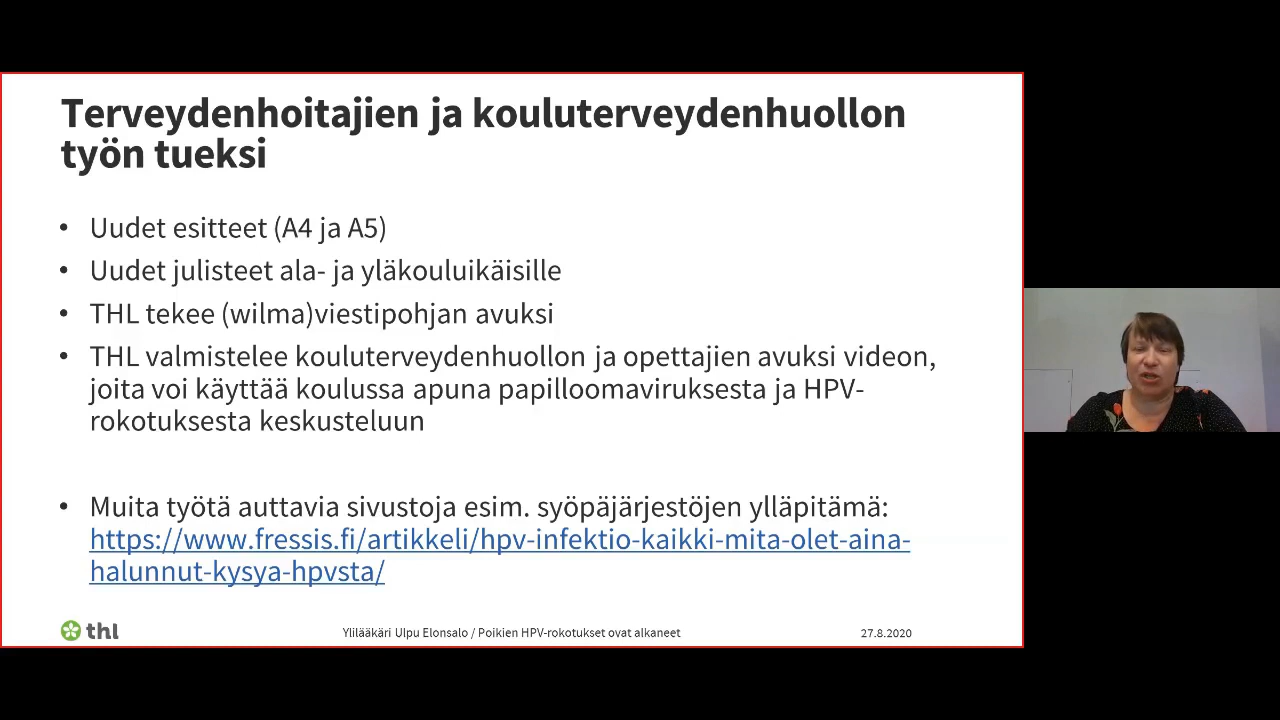 Terveydenhoitajien ja kouluterveydenhuollon
työn tueksi
• Uudet esitteet (A4 ja A5)
• Uudet julisteet ala- ja yläkouluikäisille
• THL tekee (wilma)viestipohjan avuksi
• THL valmistelee kouluterveydenhuollon ja opettajien avuksi videon,
joita voi käyttää koulussa apuna papilloomaviruksesta ja HPV-
rokotuksesta keskusteluun
• Muita työtä auttavia sivustoja esim. syöpäjärjestöjen ylläpitämä:
https://www.fressis.fi/artikkeli/hpv-infektio-kaikki-mita-olet-aina-
halunnut-kysya-hpvsta/
thl
Ylilääkäri Ulpu Elonsalo / Poikien HPV-rokotukset ovat alkaneet
27.8.2020